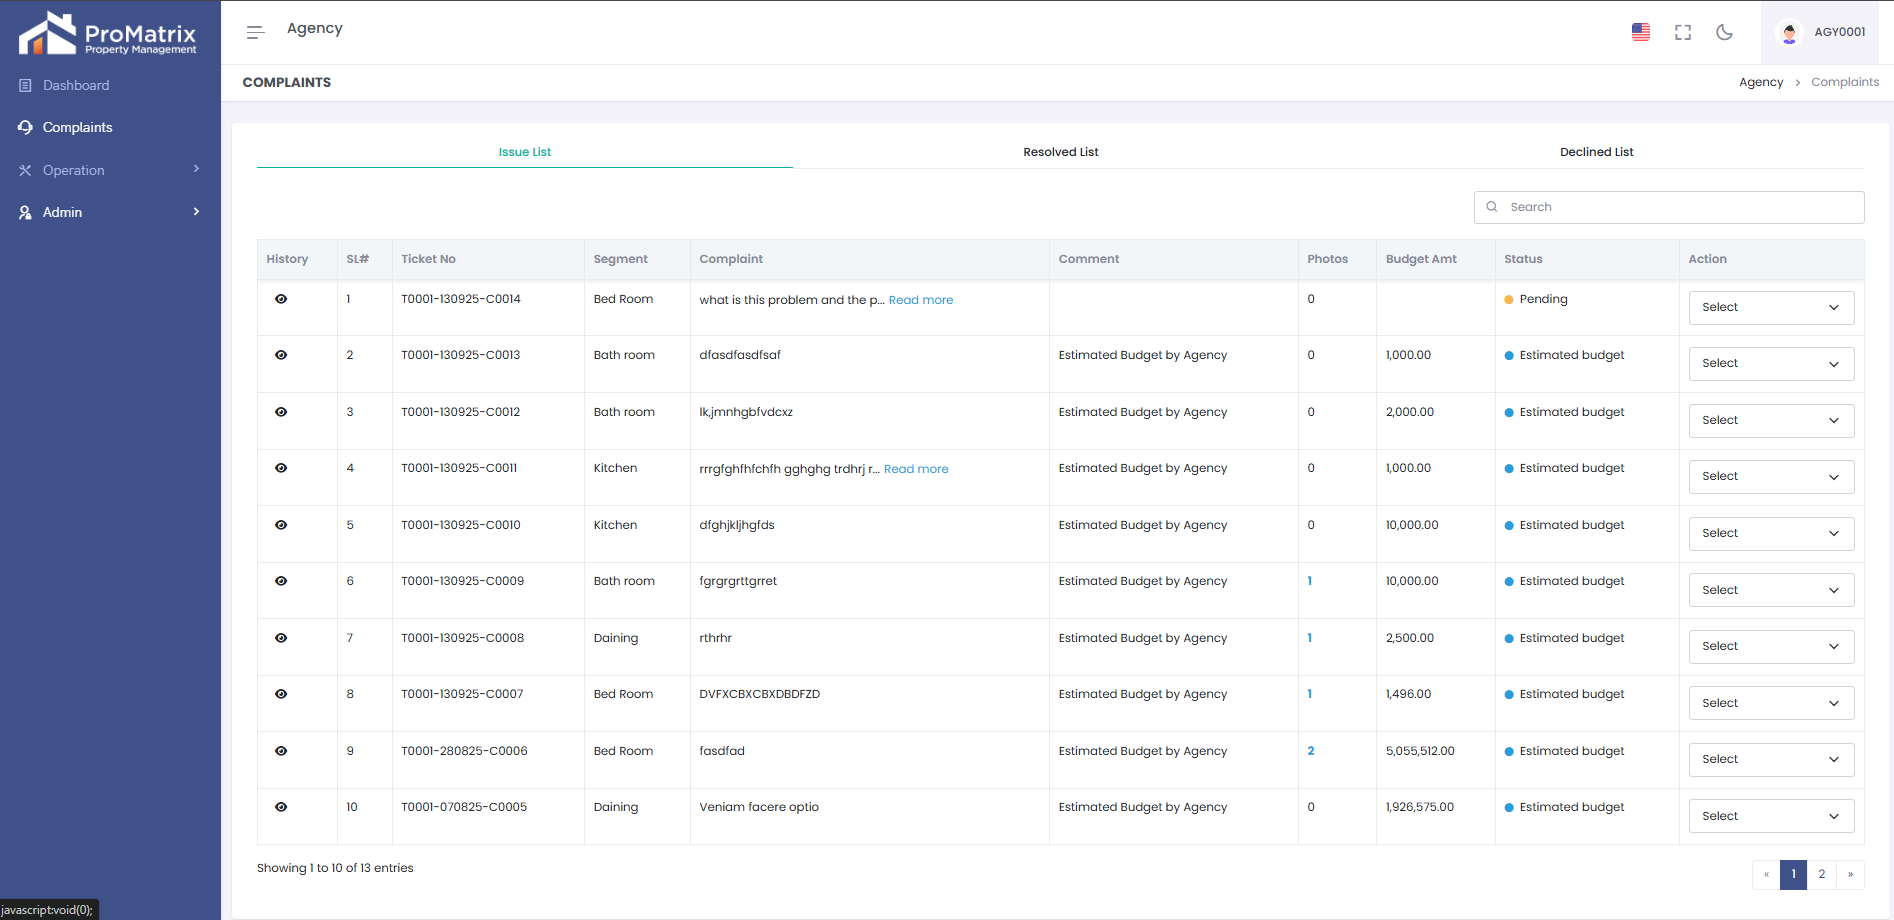 ProMatrix
Property Management
Agency
AGY0001
Dashboard
Complaints
Operation
Admin
COMPLAINTS
Agency > Complaints
Issue List Resolved List Declined List
Search
History SL# Ticket No Segment Complaint Comment Photos Budget Amt Status Action
1 T0001-130925-C0014 Bed Room what is this problem and the p... Read more 0 Pending Select
2 T0001-130925-C0013 Bath room dfasdfasdfsaf Estimated Budget by Agency 0 1,000.00 Estimated budget Select
3 T0001-130925-C0012 Bath room lk,jmnhgbfvdcxz Estimated Budget by Agency 0 2,000.00 Estimated budget Select
4 T0001-130925-C0011 Kitchen rrrgfghfhfchfh gghghg trdhrj r... Read more Estimated Budget by Agency 0 1,000.00 Estimated budget Select
5 T0001-130925-C0010 Kitchen dfghjkljhgfds Estimated Budget by Agency 0 10,000.00 Estimated budget Select
6 T0001-130925-C0009 Bath room fgrgrgrttgrret Estimated Budget by Agency 1 10,000.00 Estimated budget Select
7 T0001-130925-C0008 Daining rthrhr Estimated Budget by Agency 1 2,500.00 Estimated budget Select
8 T0001-130925-C0007 Bed Room DVFXCBXCBXDBDFZD Estimated Budget by Agency 1 1,496.00 Estimated budget Select
9 T0001-280825-C0006 Bed Room fasdfad Estimated Budget by Agency 2 5,055,512.00 Estimated budget Select
10 T0001-070825-C0005 Daining Veniam facere optio Estimated Budget by Agency 0 1,926,575.00 Estimated budget Select
Showing 1 to 10 of 13 entries
« 1 2 »
javascript:void(0);